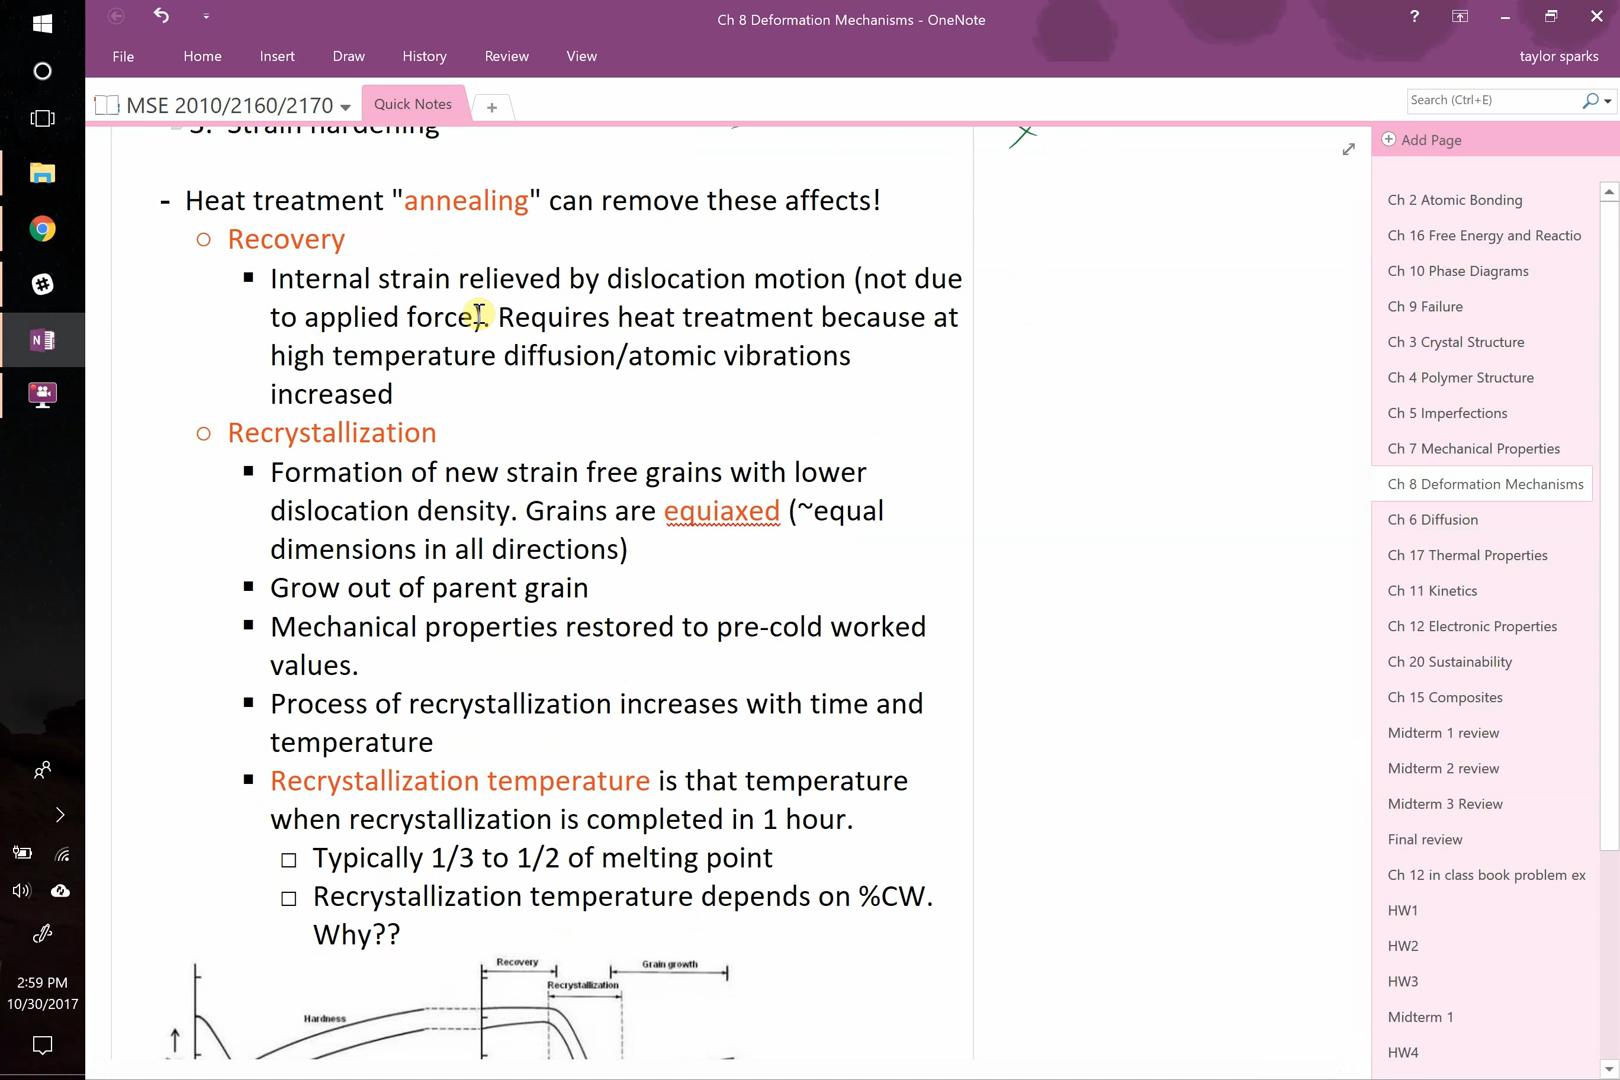 Ch 8 Deformation Mechanisms - OneNote
?
File
Home
Insert
Draw
History
Review
View
taylor sparks
MSE 2010/2160/2170
Quick Notes
+
Search (Ctrl+E)
3. Strain hardening
- Heat treatment "annealing" can remove these affects!
Recovery
Internal strain relieved by dislocation motion (not due
to applied force). Requires heat treatment because at
high temperature diffusion/atomic vibrations
increased
Recrystallization
Formation of new strain free grains with lower
dislocation density. Grains are equiaxed (~equal
dimensions in all directions)
Grow out of parent grain
Mechanical properties restored to pre-cold worked
values.
Process of recrystallization increases with time and
temperature
Recrystallization temperature is that temperature
when recrystallization is completed in 1 hour.
Typically 1/3 to 1/2 of melting point
Recrystallization temperature depends on %CW.
Why??
Recovery
Grain growth
Recrystallization
Hardness
Add Page
Ch 2 Atomic Bonding
Ch 16 Free Energy and Reactio
Ch 10 Phase Diagrams
Ch 9 Failure
Ch 3 Crystal Structure
Ch 4 Polymer Structure
Ch 5 Imperfections
Ch 7 Mechanical Properties
Ch 8 Deformation Mechanisms
Ch 6 Diffusion
Ch 17 Thermal Properties
Ch 11 Kinetics
Ch 12 Electronic Properties
Ch 20 Sustainability
Ch 15 Composites
Midterm 1 review
Midterm 2 review
Midterm 3 Review
Final review
Ch 12 in class book problem ex
HW1
HW2
HW3
Midterm 1
HW4
2:59 PM
10/30/2017